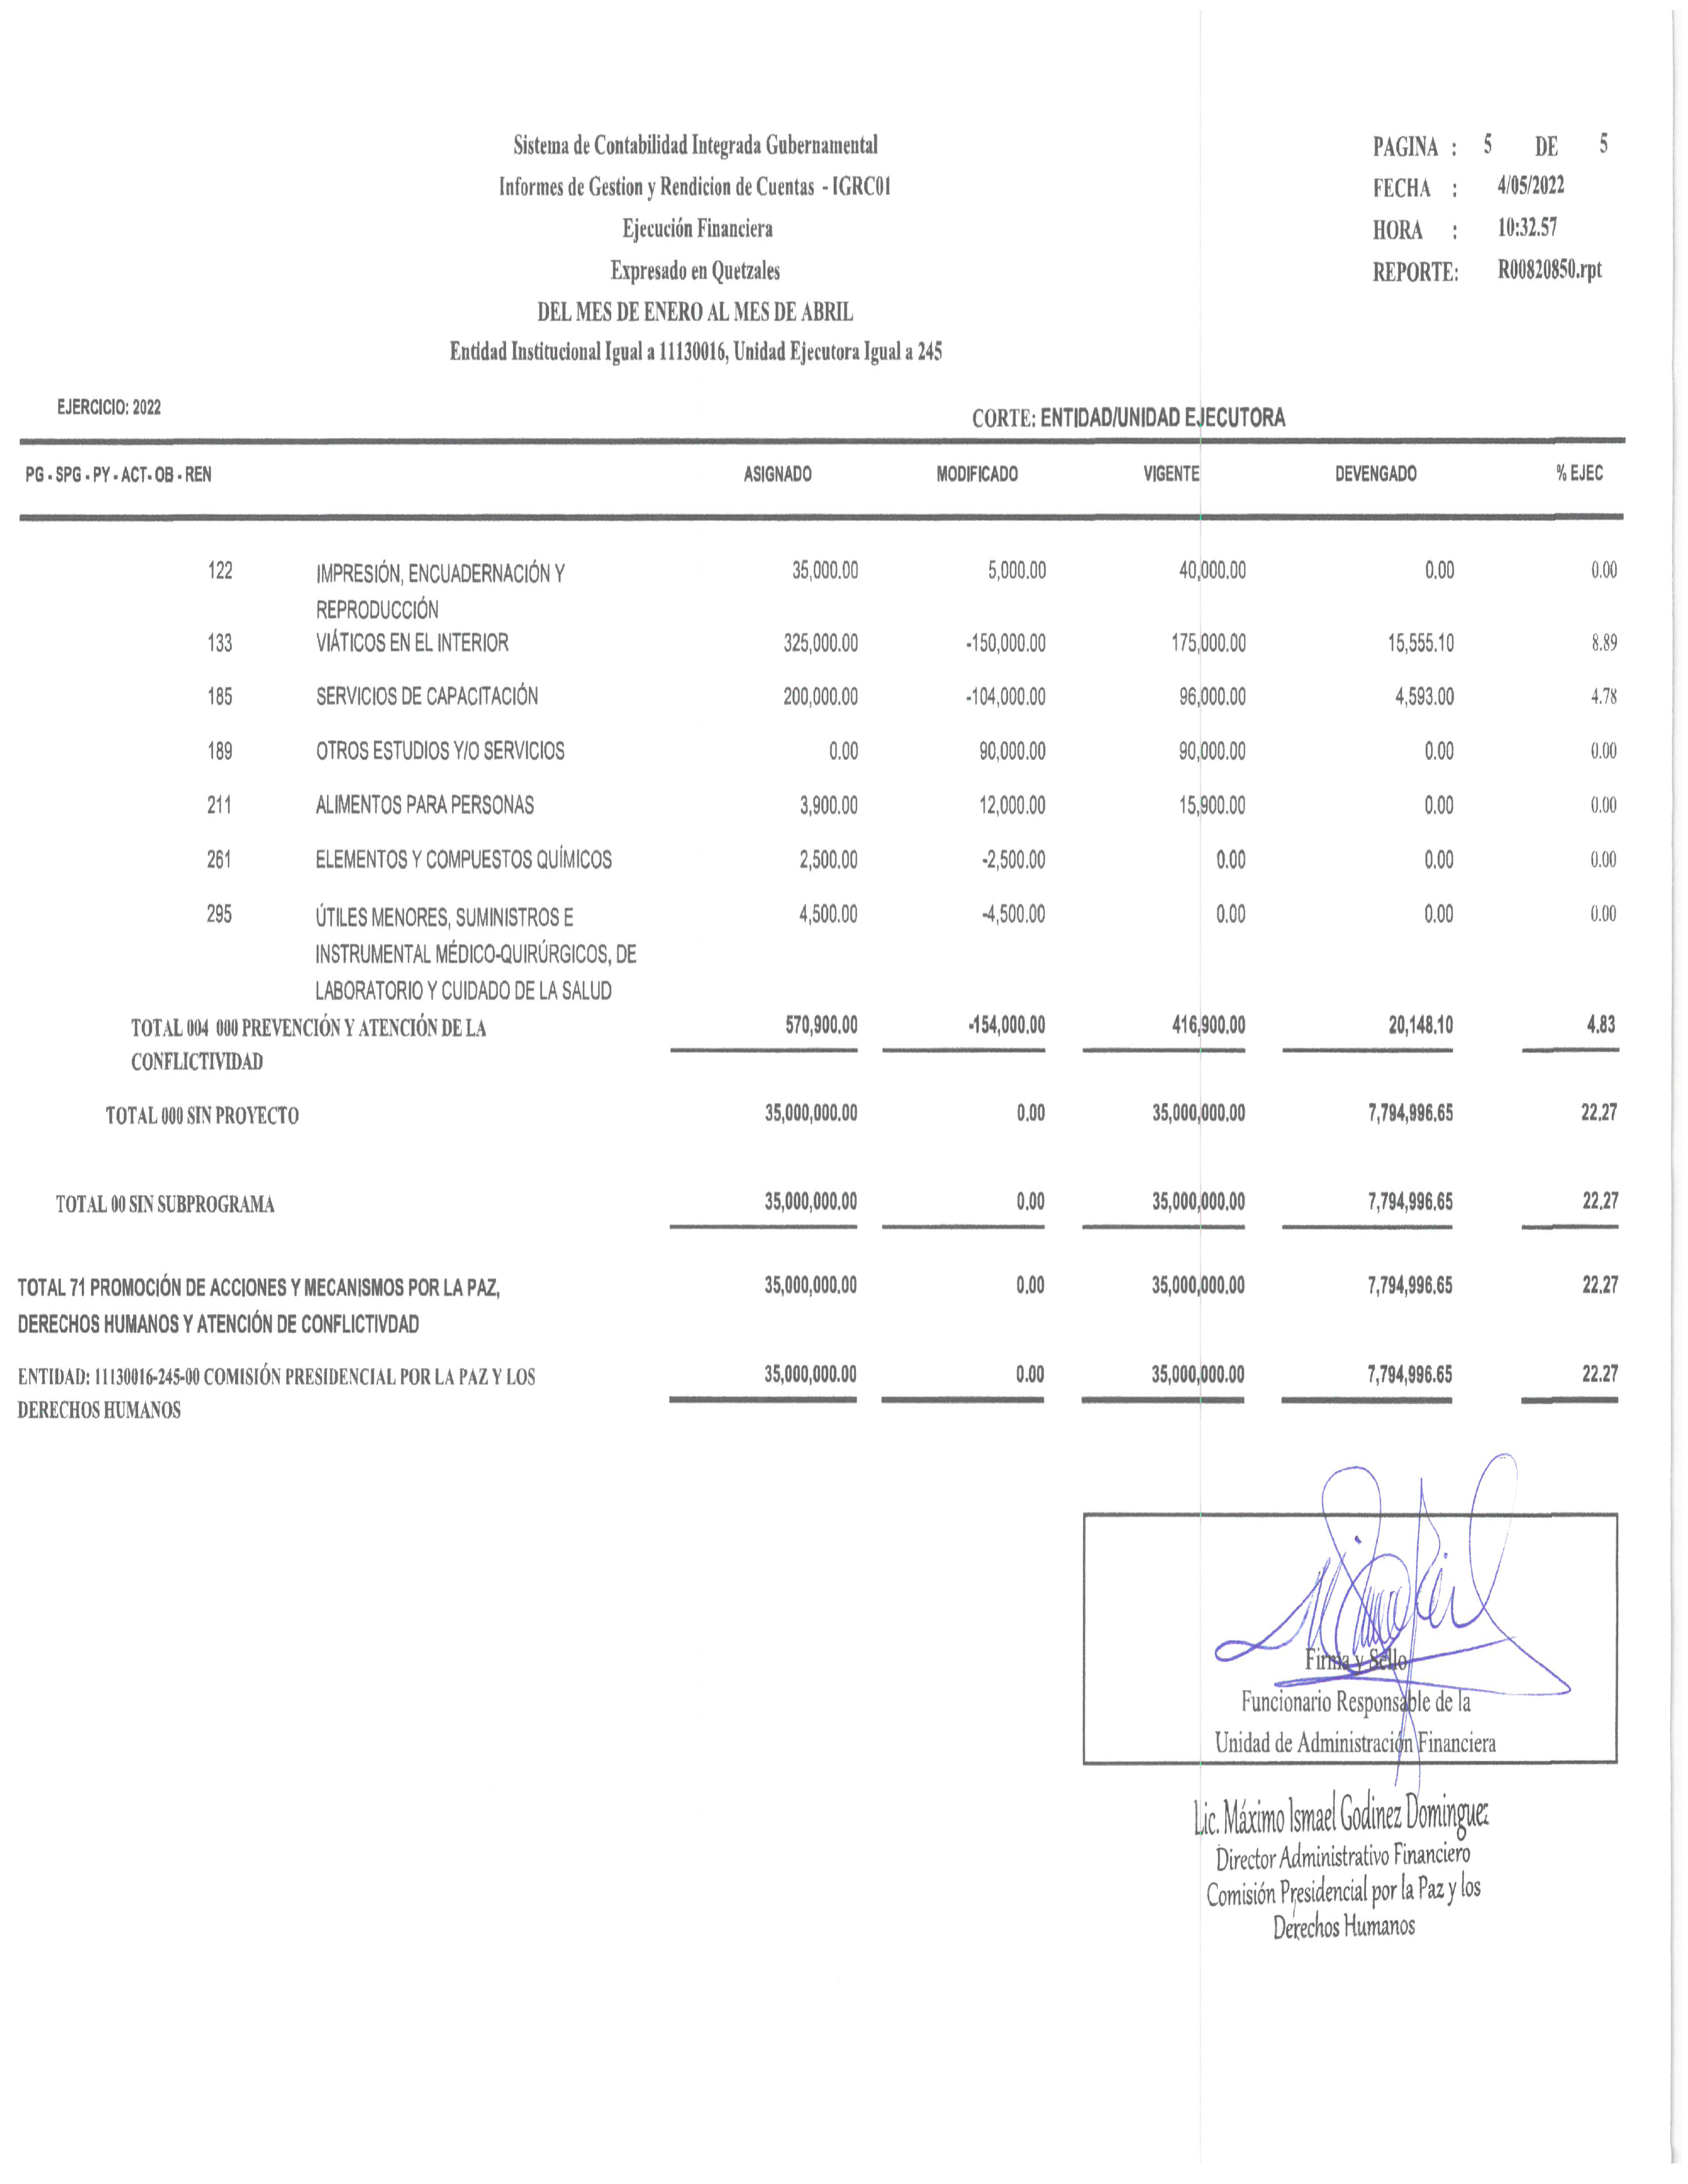 Sistema de Contabilidad Integrada Gubernamental
Informes de Gestion y Rendicion de Cuentas - IGRC01
Ejecución Financiera
Expresado en Quetzales
DEL MES DE ENERO AL MES DE ABRIL
Entidad Institucional Igual a 11130016, Unidad Ejecutora Igual a 245
PAGINA : 5 DE 5
FECHA : 4/05/2022
HORA : 10:32.57
REPORTE: R00820850.rpt
EJERCICIO: 2022
CORTE: ENTIDAD/UNIDAD EJECUTORA
PG - SPG - PY - ACT- OB - REN ASIGNADO MODIFICADO VIGENTE DEVENGADO % EJEC
122 IMPRESIÓN, ENCUADERNACIÓN Y 35,000.00 5,000.00 40,000.00 0.00 0.00
REPRODUCCIÓN
133 VIÁTICOS EN EL INTERIOR 325,000.00 -150,000.00 175,000.00 15,555.10 8.89
185 SERVICIOS DE CAPACITACIÓN 200,000.00 -104,000.00 96,000.00 4,593.00 4.78
189 OTROS ESTUDIOS Y/O SERVICIOS 0.00 90,000.00 90,000.00 0.00 0.00
211 ALIMENTOS PARA PERSONAS 3,900.00 12,000.00 15,900.00 0.00 0.00
261 ELEMENTOS Y COMPUESTOS QUÍMICOS 2,500.00 -2,500.00 0.00 0.00 0.00
295 ÚTILES MENORES, SUMINISTROS E 4,500.00 -4,500.00 0.00 0.00 0.00
INSTRUMENTAL MÉDICO-QUIRÚRGICOS, DE
LABORATORIO Y CUIDADO DE LA SALUD
TOTAL 004 000 PREVENCIÓN Y ATENCIÓN DE LA 570,900.00 -154,000.00 416,900.00 20,148.10 4.83
CONFLICTIVIDAD
TOTAL 000 SIN PROYECTO 35,000,000.00 0.00 35,000,000.00 7,794,996.65 22.27
TOTAL 00 SIN SUBPROGRAMA 35,000,000.00 0.00 35,000,000.00 7,794,996.65 22.27
TOTAL 71 PROMOCIÓN DE ACCIONES Y MECANISMOS POR LA PAZ, 35,000,000.00 0.00 35,000,000.00 7,794,996.65 22.27
DERECHOS HUMANOS Y ATENCIÓN DE CONFLICTIVDAD
ENTIDAD: 11130016-245-00 COMISIÓN PRESIDENCIAL POR LA PAZ Y LOS 35,000,000.00 0.00 35,000,000.00 7,794,996.65 22.27
DERECHOS HUMANOS
Firma y Sello
Funcionario Responsable de la
Unidad de Administración Financiera
Lic. Máximo Ismael Godinez Dominguez
Director Administrativo Financiero
Comisión Presidencial por la Paz y los
Derechos Humanos